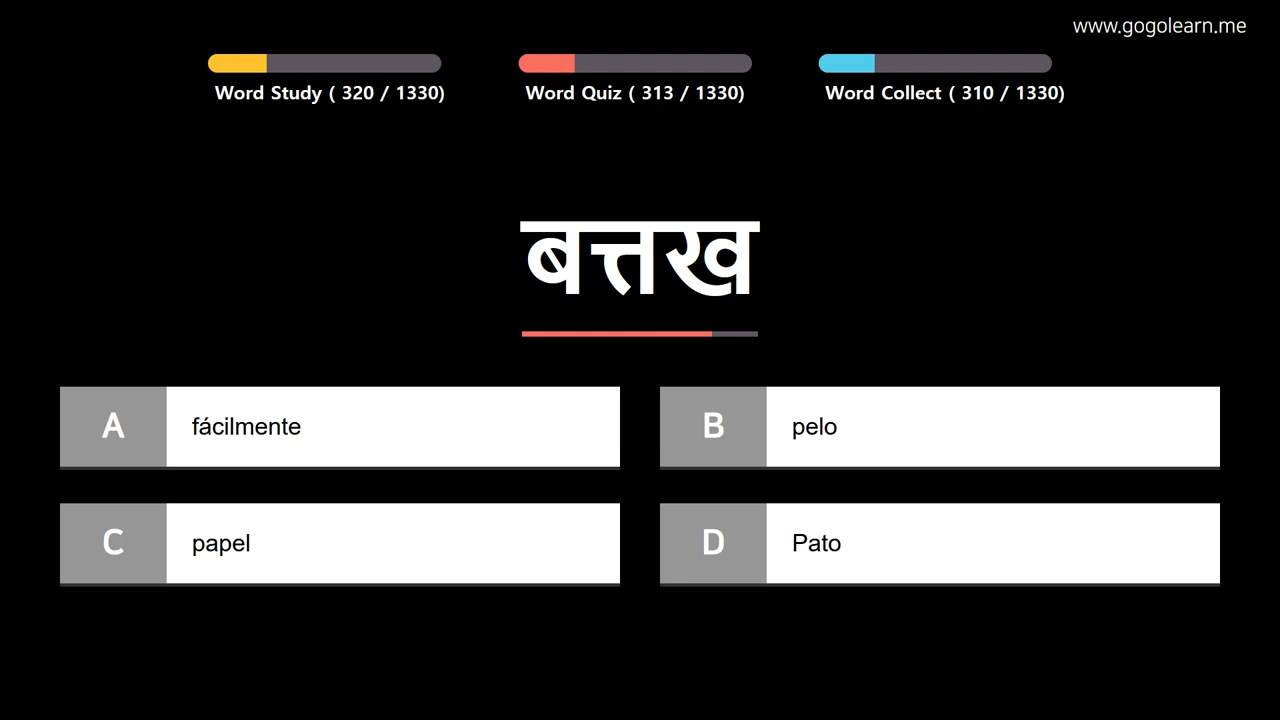 www.gogolearn.me
Word Study ( 320 / 1330)
Word Quiz ( 313 / 1330)
Word Collect ( 310 / 1330)
बत्तख
A fácilmente
B pelo
C papel
D Pato